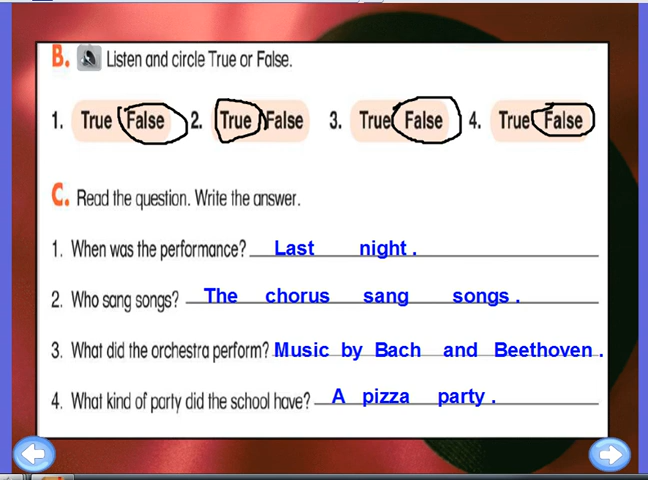 B. Listen and circle True or False.
1. True False 2. True False 3. True False 4. True False
C. Read the question. Write the answer.
1. When was the performance? Last night.
2. Who sang songs? The chorus sang songs.
3. What did the orchestra perform? Music by Bach and Beethoven.
4. What kind of party did the school have? A pizza party.